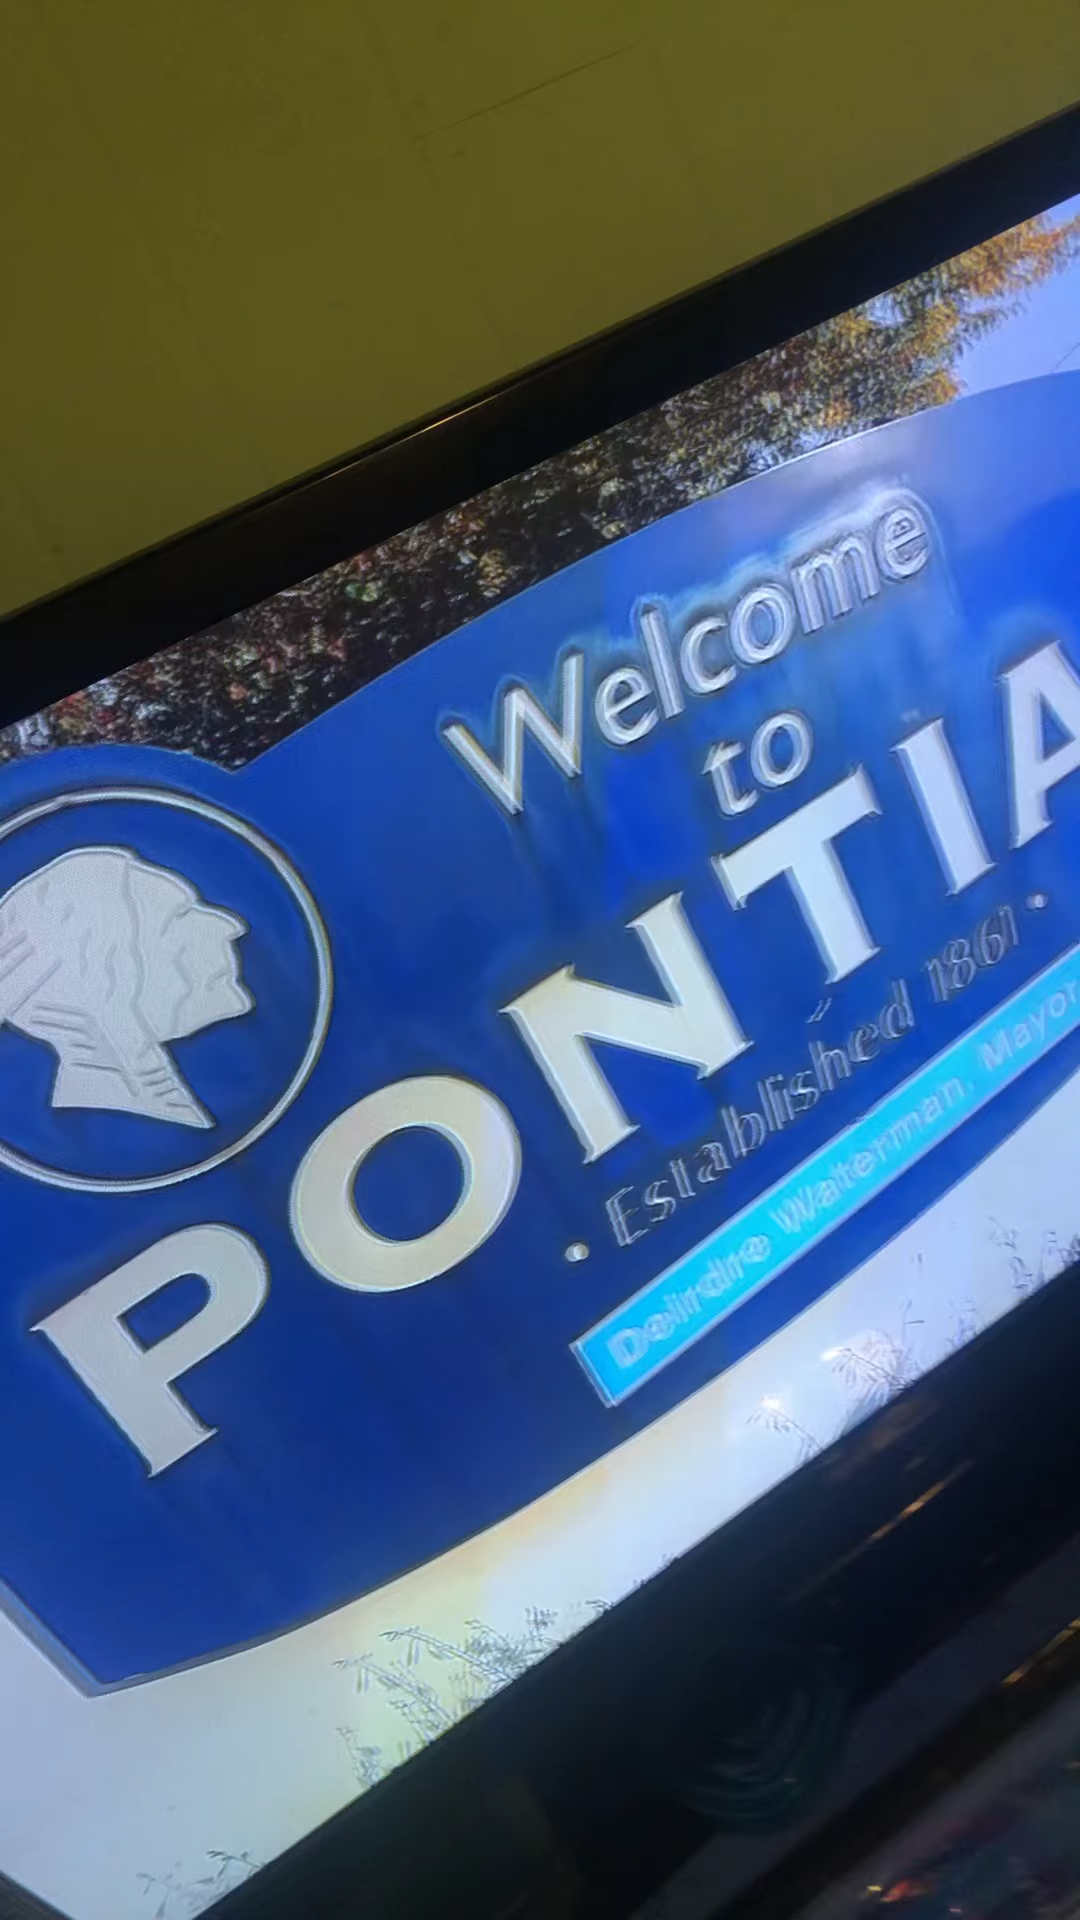 Welcome
to
PONTIA
• Established 1861 •
Deirdre Waterman, Mayor